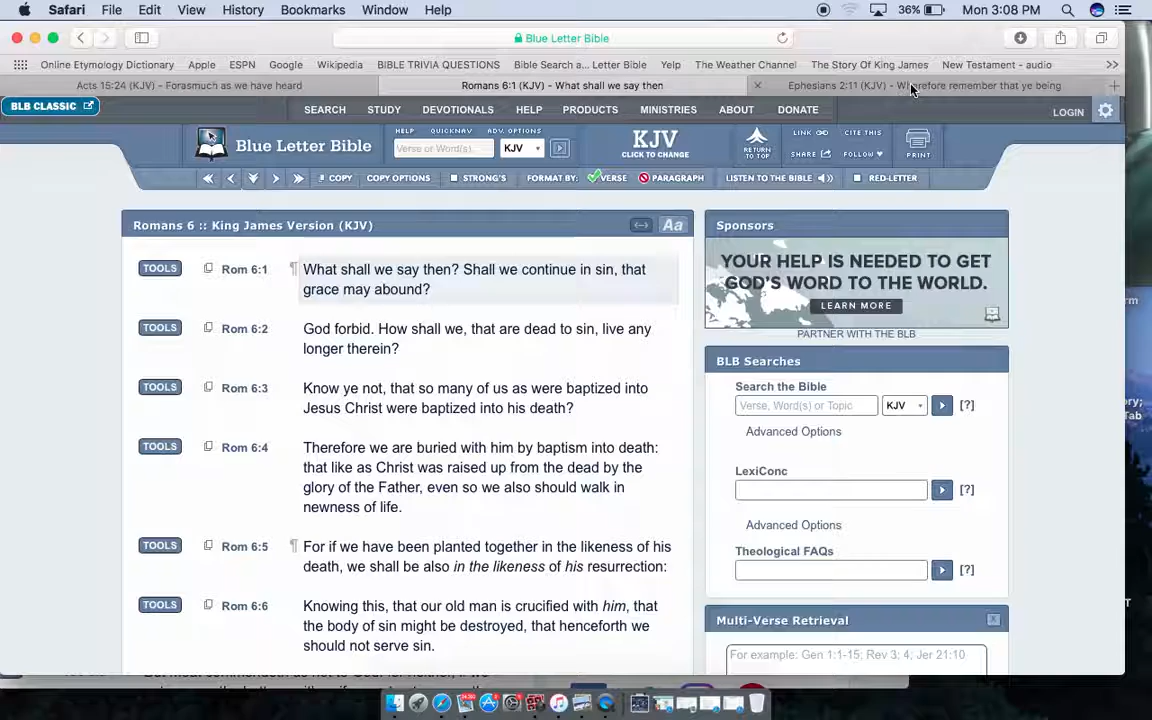 Safari File Edit View History Bookmarks Window Help 36% Mon 3:08 PM
Blue Letter Bible
Online Etymology Dictionary Apple ESPN Google Wikipedia BIBLE TRIVIA QUESTIONS Bible Search a... Letter Bible Yelp The Weather Channel The Story Of King James New Testament - audio
Acts 15:24 (KJV) - Forasmuch as we have heard Romans 6:1 (KJV) - What shall we say then Ephesians 2:11 (KJV) - Wherefore remember that ye being
BLB CLASSIC
SEARCH STUDY DEVOTIONALS HELP PRODUCTS MINISTRIES ABOUT DONATE LOGIN
Blue Letter Bible
HELP QUICKNAV ADV. OPTIONS
Verse or Word(s)... KJV
KJV
CLICK TO CHANGE
RETURN TO TOP
LINK CITE THIS
SHARE FOLLOW
PRINT
COPY COPY OPTIONS STRONG'S FORMAT BY: VERSE PARAGRAPH LISTEN TO THE BIBLE RED-LETTER
Romans 6 :: King James Version (KJV) Aa
TOOLS Rom 6:1 ¶ What shall we say then? Shall we continue in sin, that
grace may abound?
TOOLS Rom 6:2 God forbid. How shall we, that are dead to sin, live any
longer therein?
TOOLS Rom 6:3 Know ye not, that so many of us as were baptized into
Jesus Christ were baptized into his death?
TOOLS Rom 6:4 Therefore we are buried with him by baptism into death:
that like as Christ was raised up from the dead by the
glory of the Father, even so we also should walk in
newness of life.
TOOLS Rom 6:5 ¶ For if we have been planted together in the likeness of his
death, we shall be also in the likeness of his resurrection:
TOOLS Rom 6:6 Knowing this, that our old man is crucified with him, that
the body of sin might be destroyed, that henceforth we
should not serve sin.
Sponsors
YOUR HELP IS NEEDED TO GET
GOD'S WORD TO THE WORLD.
LEARN MORE
PARTNER WITH THE BLB
BLB Searches
Search the Bible
Verse, Word(s) or Topic KJV [?]
Advanced Options
LexiConc
[?]
Advanced Options
Theological FAQs
[?]
Multi-Verse Retrieval X
For example: Gen 1:1-15; Rev 3; 4; Jer 21:10